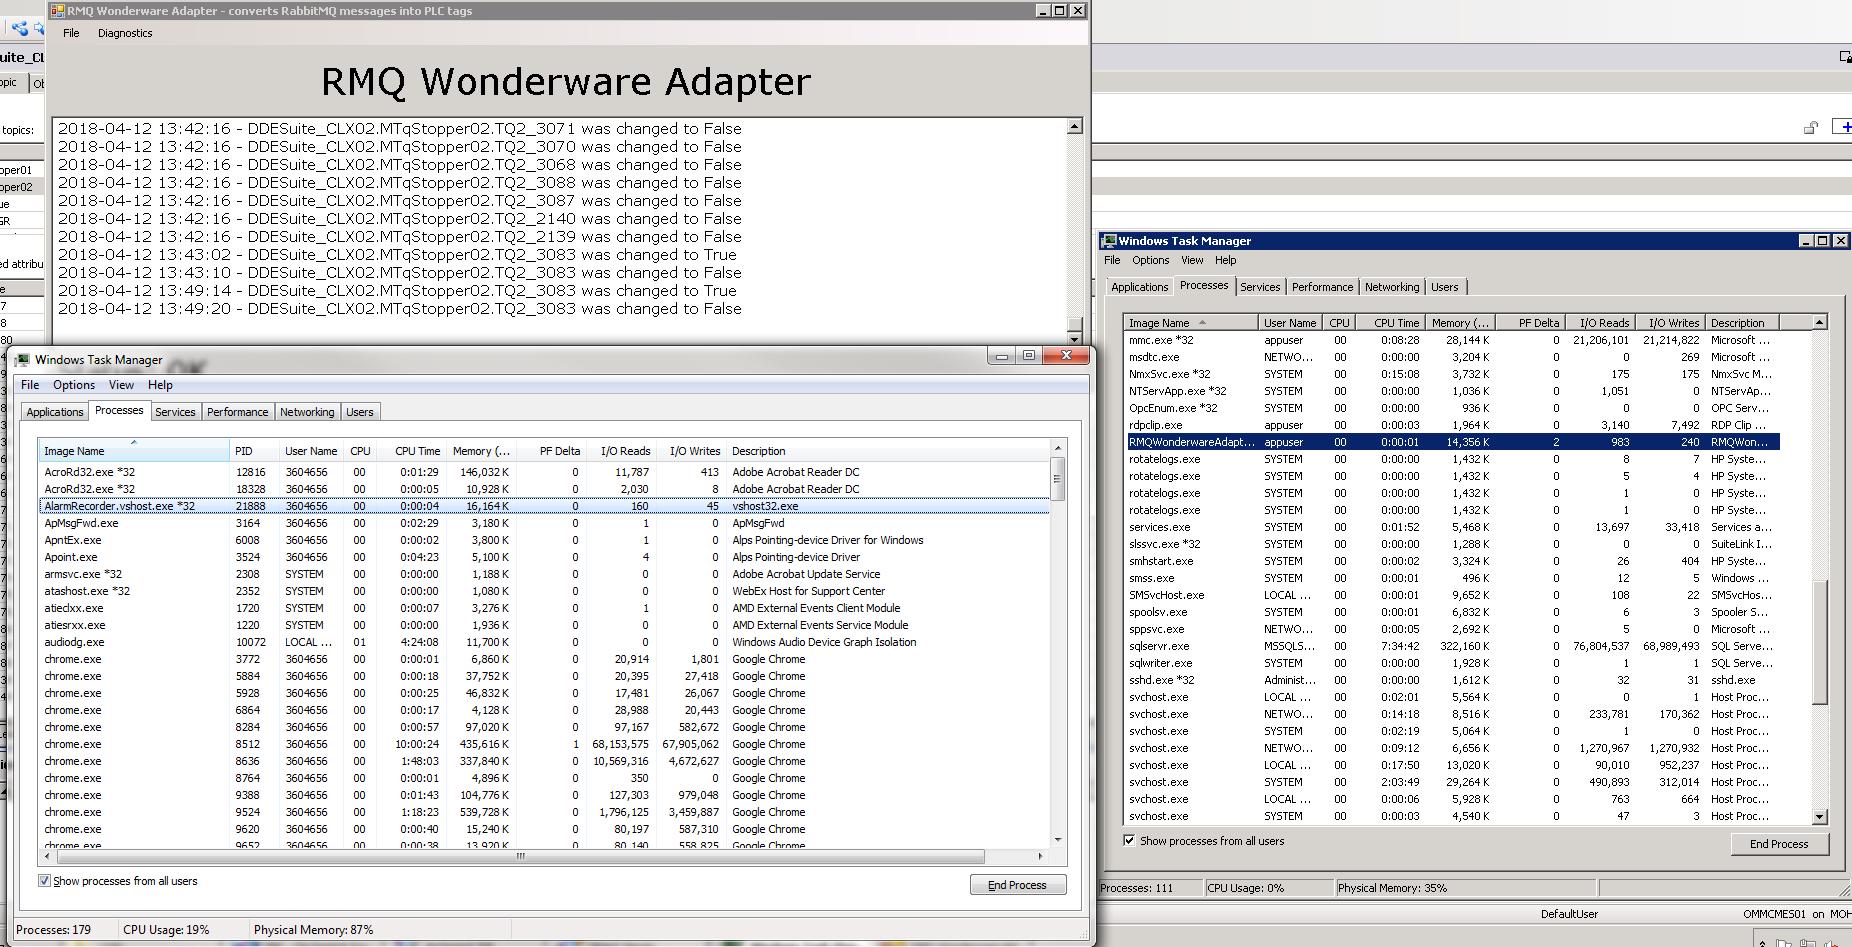 RMQ Wonderware Adapter - converts RabbitMQ messages into PLC tags
File Diagnostics
RMQ Wonderware Adapter
2018-04-12 13:42:16 - DDESuite_CLX02.MTqStopper02.TQ2_3071 was changed to False
2018-04-12 13:42:16 - DDESuite_CLX02.MTqStopper02.TQ2_3070 was changed to False
2018-04-12 13:42:16 - DDESuite_CLX02.MTqStopper02.TQ2_3068 was changed to False
2018-04-12 13:42:16 - DDESuite_CLX02.MTqStopper02.TQ2_3088 was changed to False
2018-04-12 13:42:16 - DDESuite_CLX02.MTqStopper02.TQ2_3087 was changed to False
2018-04-12 13:42:16 - DDESuite_CLX02.MTqStopper02.TQ2_2140 was changed to False
2018-04-12 13:42:16 - DDESuite_CLX02.MTqStopper02.TQ2_2139 was changed to False
2018-04-12 13:43:02 - DDESuite_CLX02.MTqStopper02.TQ2_3083 was changed to True
2018-04-12 13:43:10 - DDESuite_CLX02.MTqStopper02.TQ2_3083 was changed to False
2018-04-12 13:49:14 - DDESuite_CLX02.MTqStopper02.TQ2_3083 was changed to True
2018-04-12 13:49:20 - DDESuite_CLX02.MTqStopper02.TQ2_3083 was changed to False
uite_CL
opic Ob
topics:
oper01
oper02
ue
GR
ed attribu
Windows Task Manager
File Options View Help
Applications Processes Services Performance Networking Users
Image Name PID User Name CPU CPU Time Memory (... PF Delta I/O Reads I/O Writes Description
AcroRd32.exe *32 12816 3604656 00 0:01:29 146,032 K 0 11,787 413 Adobe Acrobat Reader DC
AcroRd32.exe *32 18328 3604656 00 0:00:05 10,928 K 0 2,030 8 Adobe Acrobat Reader DC
AlarmRecorder.vshost.exe *32 21888 3604656 00 0:00:04 16,164 K 0 160 45 vshost32.exe
ApMsgFwd.exe 3164 3604656 00 0:02:29 3,180 K 0 1 0 ApMsgFwd
ApntEx.exe 6008 3604656 00 0:00:02 3,800 K 0 1 0 Alps Pointing-device Driver for Windows
Apoint.exe 3524 3604656 00 0:04:23 5,100 K 0 4 0 Alps Pointing-device Driver
armsvc.exe *32 2308 SYSTEM 00 0:00:00 1,188 K 0 0 0 Adobe Acrobat Update Service
atashost.exe *32 2352 SYSTEM 00 0:00:00 1,080 K 0 0 0 WebEx Host for Support Center
atieclxx.exe 1720 SYSTEM 00 0:00:07 3,276 K 0 1 0 AMD External Events Client Module
atiesrxx.exe 1220 SYSTEM 00 0:00:00 1,936 K 0 0 0 AMD External Events Service Module
audiodg.exe 10072 LOCAL ... 01 4:24:08 11,700 K 0 0 0 Windows Audio Device Graph Isolation
chrome.exe 3772 3604656 00 0:00:01 6,860 K 0 20,914 1,801 Google Chrome
chrome.exe 5884 3604656 00 0:00:18 37,752 K 0 20,395 27,418 Google Chrome
chrome.exe 5928 3604656 00 0:00:25 46,832 K 0 17,481 26,067 Google Chrome
chrome.exe 6864 3604656 00 0:00:17 4,128 K 0 28,988 20,443 Google Chrome
chrome.exe 8284 3604656 00 0:00:57 97,020 K 0 97,167 582,672 Google Chrome
chrome.exe 8512 3604656 00 10:00:24 435,616 K 1 68,153,575 67,905,062 Google Chrome
chrome.exe 8636 3604656 00 1:48:03 337,840 K 0 10,569,316 4,672,627 Google Chrome
chrome.exe 8764 3604656 00 0:00:01 4,896 K 0 350 0 Google Chrome
chrome.exe 9388 3604656 00 0:01:43 104,776 K 0 127,303 979,048 Google Chrome
chrome.exe 9524 3604656 00 1:18:23 539,728 K 0 1,796,125 3,459,887 Google Chrome
chrome.exe 9620 3604656 00 0:00:40 15,240 K 0 80,197 587,310 Google Chrome
chrome.exe 9652 3604656 00 0:00:38 13,920 K 0 80,140 558,825 Google Chrome
Show processes from all users End Process
Processes: 179 CPU Usage: 19% Physical Memory: 87%
Windows Task Manager
File Options View Help
Applications Processes Services Performance Networking Users
Image Name User Name CPU CPU Time Memory (... PF Delta I/O Reads I/O Writes Description
mmc.exe *32 appuser 00 0:08:28 28,144 K 0 21,206,101 21,214,822 Microsoft ...
msdtc.exe NETWO... 00 0:00:00 3,204 K 0 0 269 Microsoft ...
NmxSvc.exe *32 SYSTEM 00 0:15:08 3,732 K 0 175 175 NmxSvc M...
NTServApp.exe *32 SYSTEM 00 0:00:00 1,036 K 0 1,051 0 NTServAp...
OpcEnum.exe *32 SYSTEM 00 0:00:00 936 K 0 0 0 OPC Serv...
rdpclip.exe appuser 00 0:00:03 1,964 K 0 3,140 7,492 RDP Clip ...
RMQWonderwareAdapt... appuser 00 0:00:01 14,356 K 2 983 240 RMQWon...
rotatelogs.exe SYSTEM 00 0:00:00 1,432 K 0 8 7 HP Syste...
rotatelogs.exe SYSTEM 00 0:00:00 1,432 K 0 5 4 HP Syste...
rotatelogs.exe SYSTEM 00 0:00:00 1,432 K 0 1 0 HP Syste...
rotatelogs.exe SYSTEM 00 0:00:00 1,432 K 0 1 0 HP Syste...
services.exe SYSTEM 00 0:01:52 5,468 K 0 13,697 33,418 Services a...
slssvc.exe *32 SYSTEM 00 0:00:00 1,288 K 0 0 0 SuiteLink I...
smhstart.exe SYSTEM 00 0:00:02 3,324 K 0 26 404 HP Syste...
smss.exe SYSTEM 00 0:00:01 496 K 0 12 5 Windows ...
SMSvcHost.exe LOCAL ... 00 0:00:01 9,652 K 0 108 22 SMSvcHos...
spoolsv.exe SYSTEM 00 0:00:01 6,832 K 0 6 3 Spooler S...
sppsvc.exe NETWO... 00 0:00:05 2,692 K 0 5 0 Microsoft ...
sqlservr.exe MSSQLS... 00 7:34:42 322,160 K 0 76,804,537 68,989,493 SQL Serve...
sqlwriter.exe SYSTEM 00 0:00:00 1,928 K 0 1 1 SQL Serve...
sshd.exe *32 Administ... 00 0:00:00 1,612 K 0 32 31 sshd.exe
svchost.exe LOCAL ... 00 0:02:01 5,564 K 0 0 1 Host Proc...
svchost.exe NETWO... 00 0:14:18 8,516 K 0 233,781 170,362 Host Proc...
svchost.exe SYSTEM 00 0:02:19 5,064 K 0 1 0 Host Proc...
svchost.exe NETWO... 00 0:09:12 6,656 K 0 1,270,967 1,270,932 Host Proc...
svchost.exe LOCAL ... 00 0:17:50 13,020 K 0 90,010 952,237 Host Proc...
svchost.exe SYSTEM 00 2:03:49 29,264 K 0 490,893 312,014 Host Proc...
svchost.exe LOCAL ... 00 0:00:06 5,928 K 0 763 664 Host Proc...
svchost.exe SYSTEM 00 0:00:03 4,540 K 0 47 3 Host Proc...
Show processes from all users End Process
Processes: 111 CPU Usage: 0% Physical Memory: 35%
DefaultUser OMMCMES01 on MOH